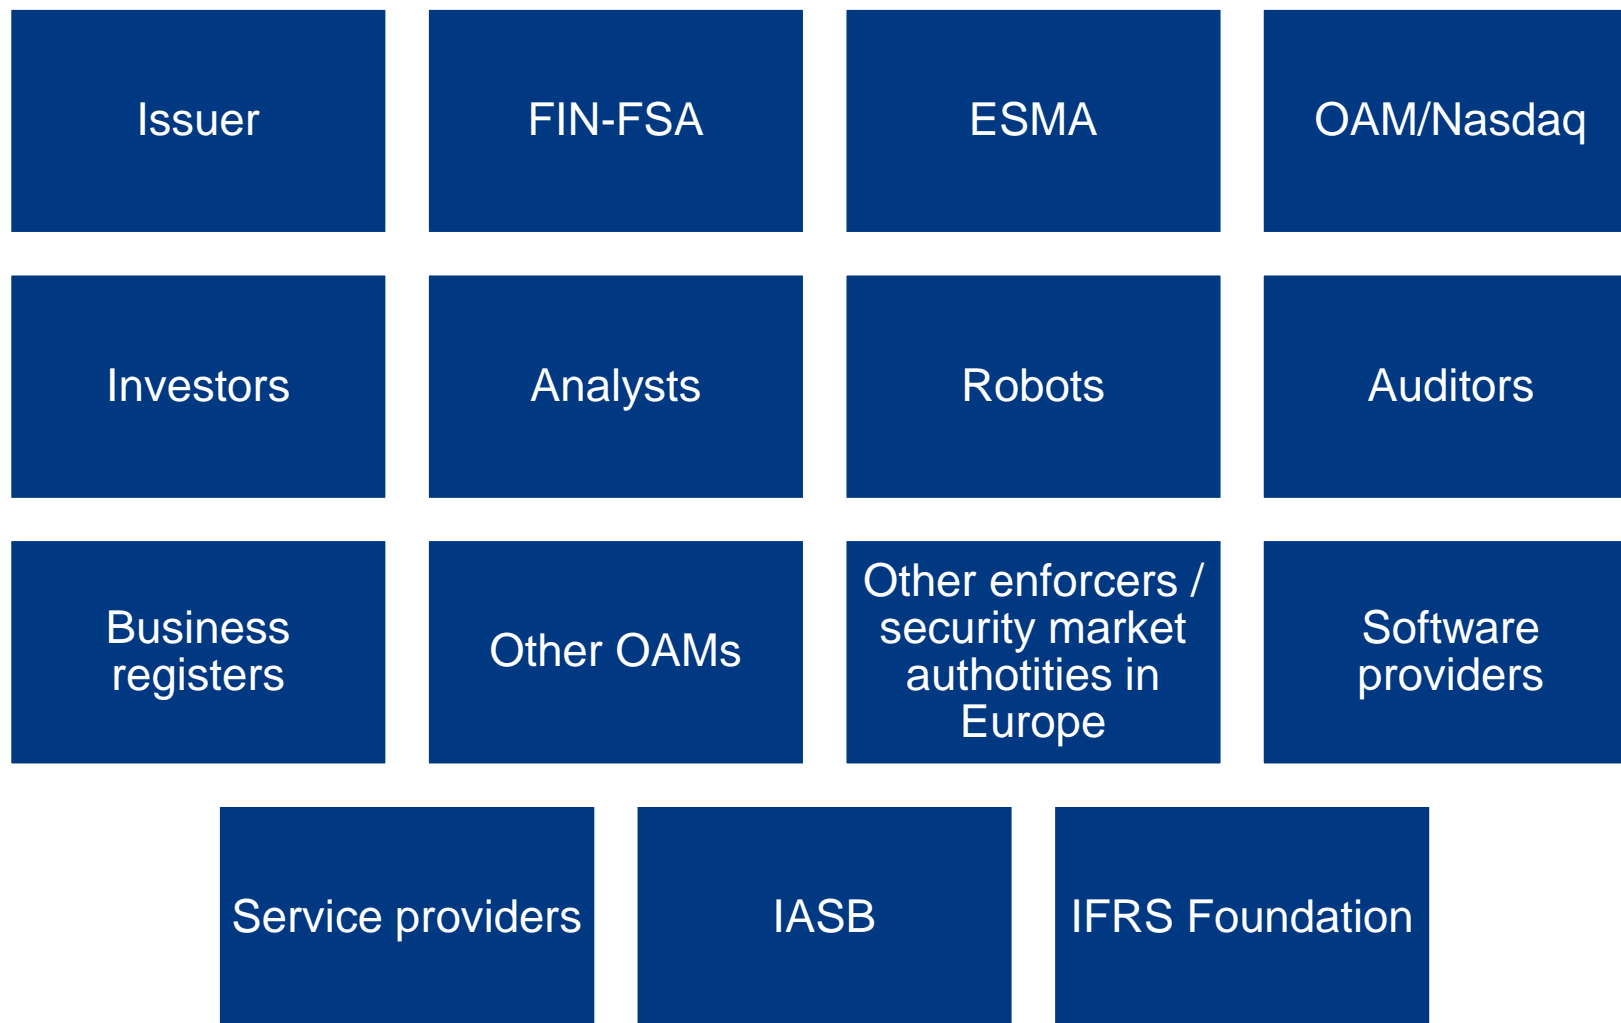 Issuer
FIN-FSA
ESMA
OAM/Nasdaq
Investors
Analysts
Robots
Auditors
Business
registers
Other OAMs
Other enforcers /
security market
authotities in
Europe
Software
providers
Service providers
IASB
IFRS Foundation